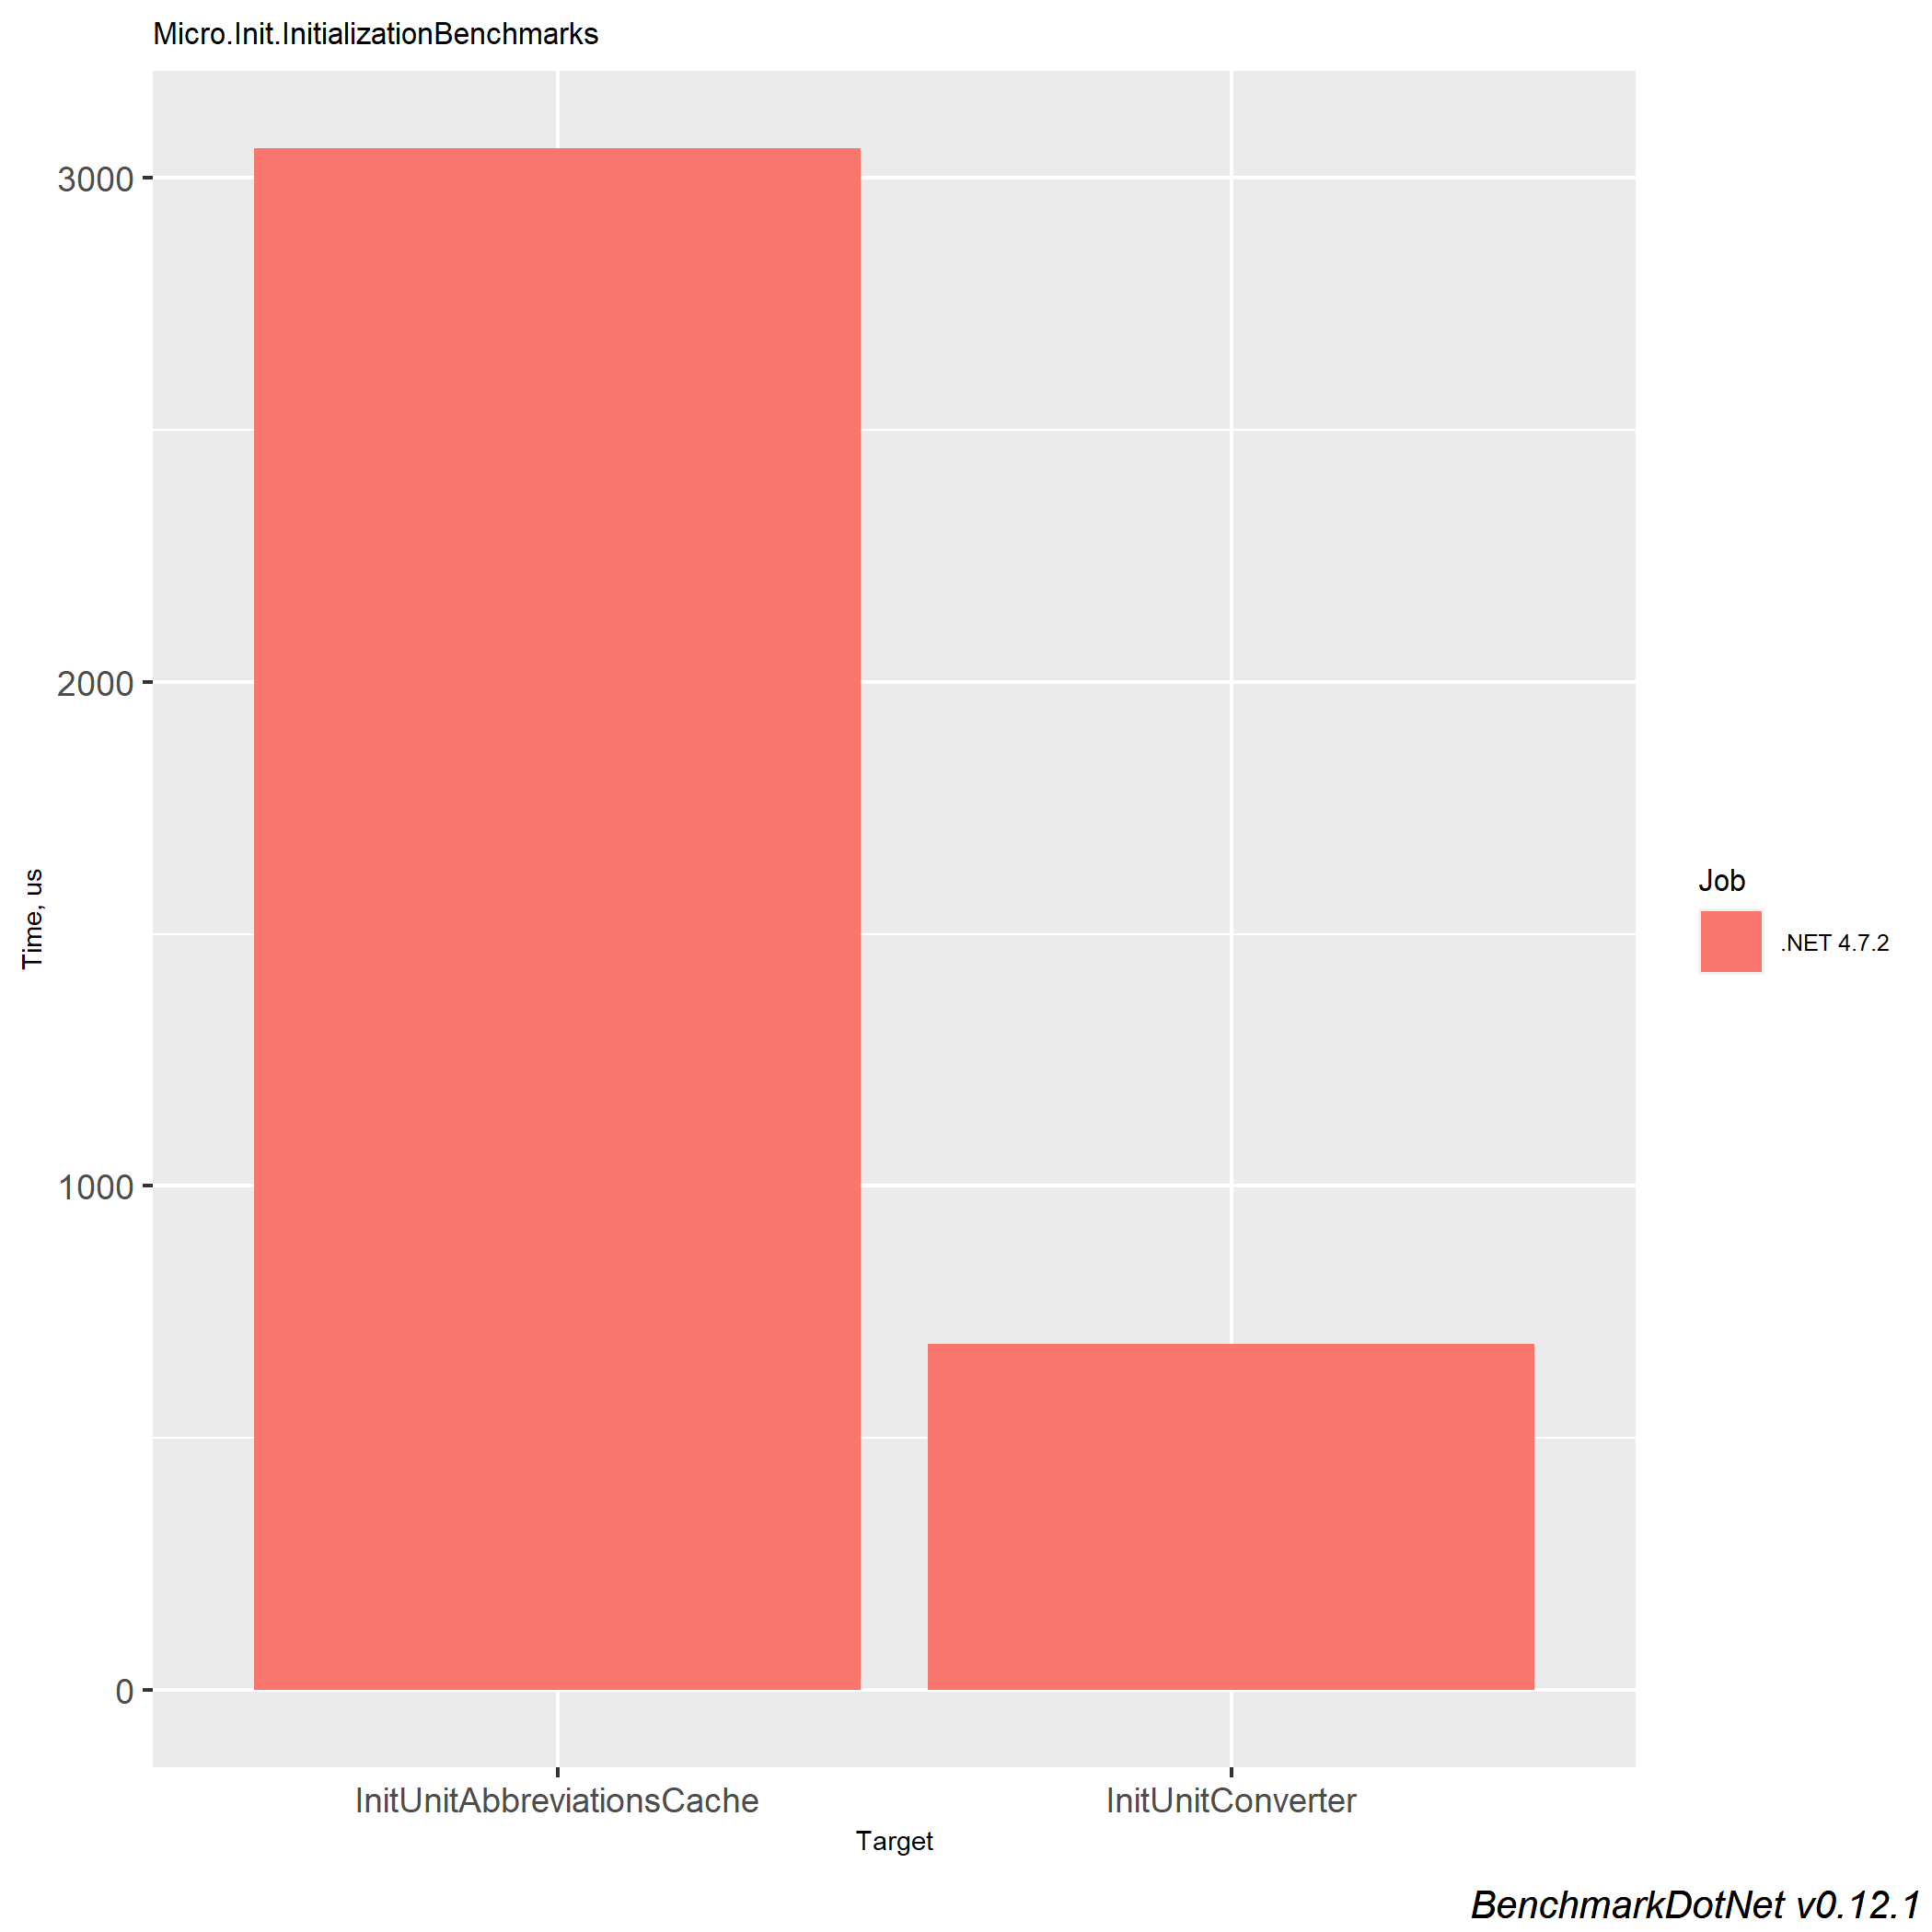 Micro.Init.InitializationBenchmarks
3000
2000
1000
0
Time, us
InitUnitAbbreviationsCache
InitUnitConverter
Target
Job
.NET 4.7.2
BenchmarkDotNet v0.12.1